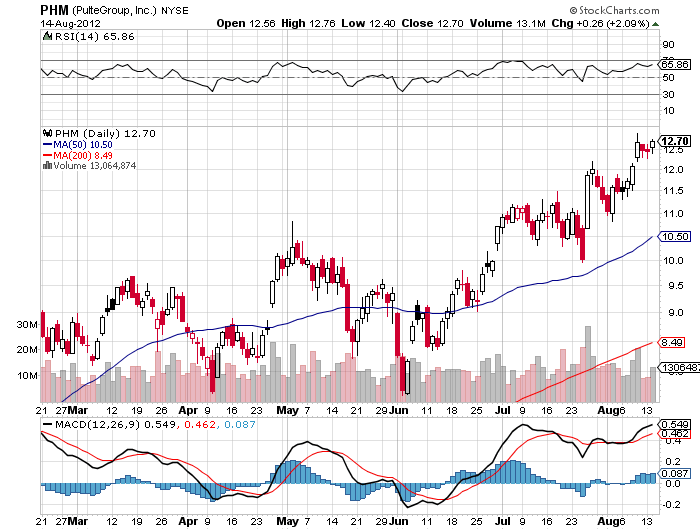 PHM (PulteGroup, Inc.) NYSE © StockCharts.com
14-Aug-2012 Open 12.56 High 12.76 Low 12.40 Close 12.70 Volume 13.1M Chg +0.26 (+2.09%)
RSI(14) 65.86
90
70
65.86
50
30
10
PHM (Daily) 12.70
MA(50) 10.50
MA(200) 8.49
Volume 13,064,874
12.70
12.5
12.0
11.5
11.0
10.50
10.0
9.5
9.0
30M
8.49
20M
1306487
10M
21 27 Mar 12 19 26 Apr 9 16 23 May 7 14 21 29 Jun 11 18 25 Jul 9 16 23 Aug 6 13
MACD(12,26,9) 0.549, 0.462, 0.087
0.549
0.462
0.2
0.087
0.0
-0.2
21 27 Mar 12 19 26 Apr 9 16 23 May 7 14 21 29 Jun 11 18 25 Jul 9 16 23 Aug 6 13